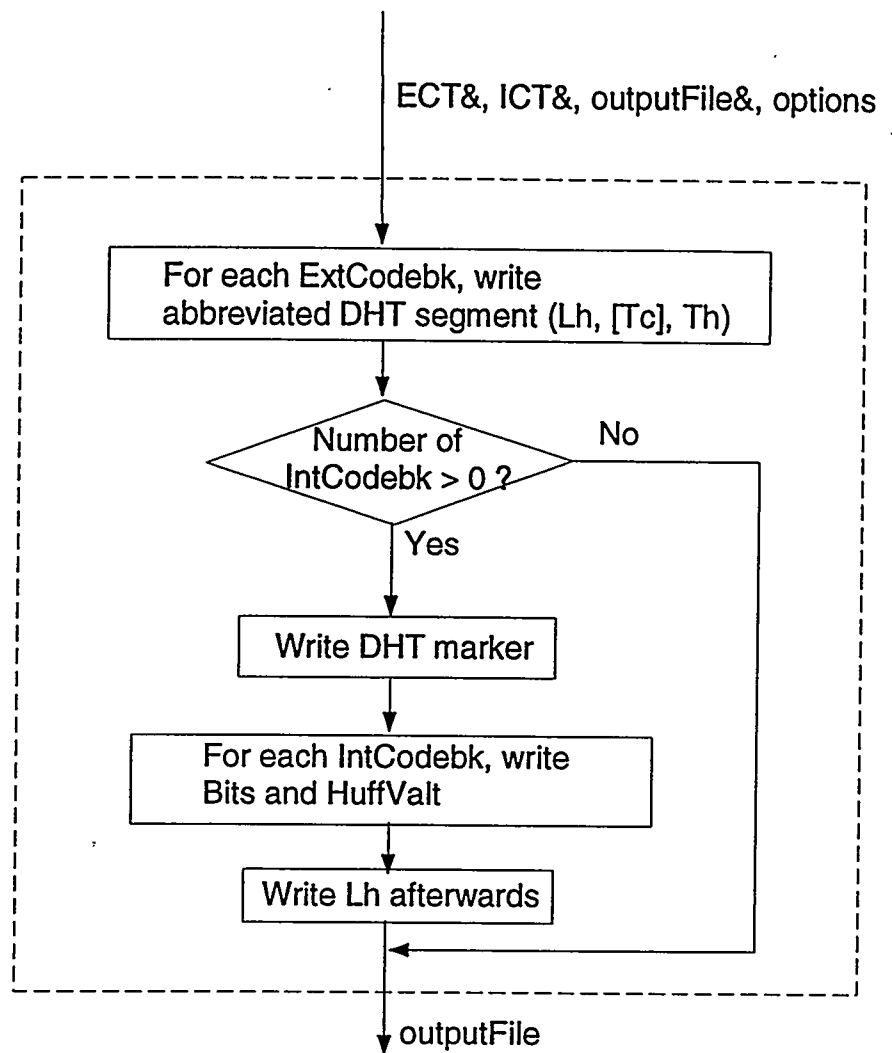 ECT&, ICT&, outputFile&, options
For each ExtCodebk, write
abbreviated DHT segment (Lh, [Tc], Th)
Number of
IntCodebk > 0 ?
No
Yes
Write DHT marker
For each IntCodebk, write
Bits and HuffValt
Write Lh afterwards
outputFile